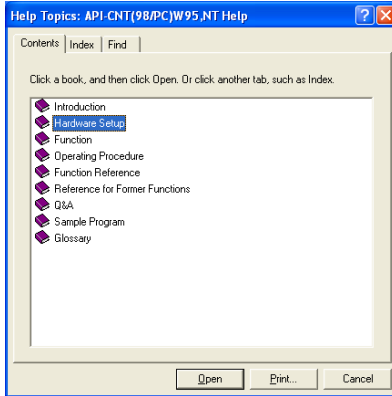 Help Topics: API-CNT(98/PC)W95,NT Help
Contents Index Find
Click a book, and then click Open. Or click another tab, such as Index.
Introduction
Hardware Setup
Function
Operating Procedure
Function Reference
Reference for Former Functions
Q&A
Sample Program
Glossary
Open Print... Cancel